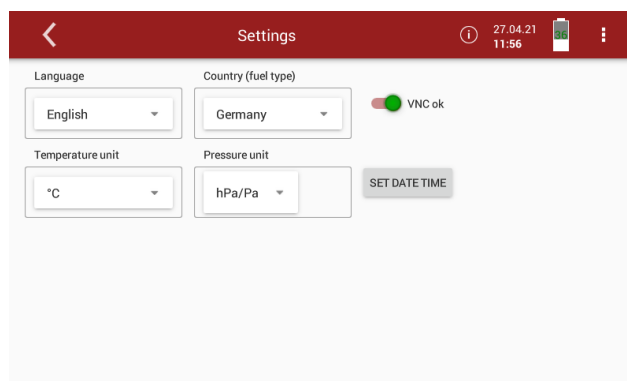 Settings
27.04.21
11:56
36
Language
Country (fuel type)
English
Germany
VNC ok
Temperature unit
Pressure unit
°C
hPa/Pa
SET DATE TIME